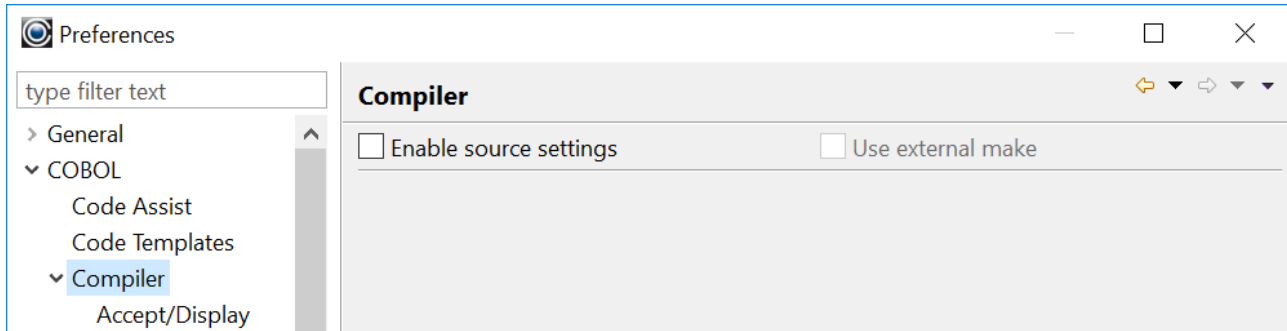 Preferences
type filter text
General
COBOL
Code Assist
Code Templates
Compiler
Accept/Display
Compiler
Enable source settings
Use external make